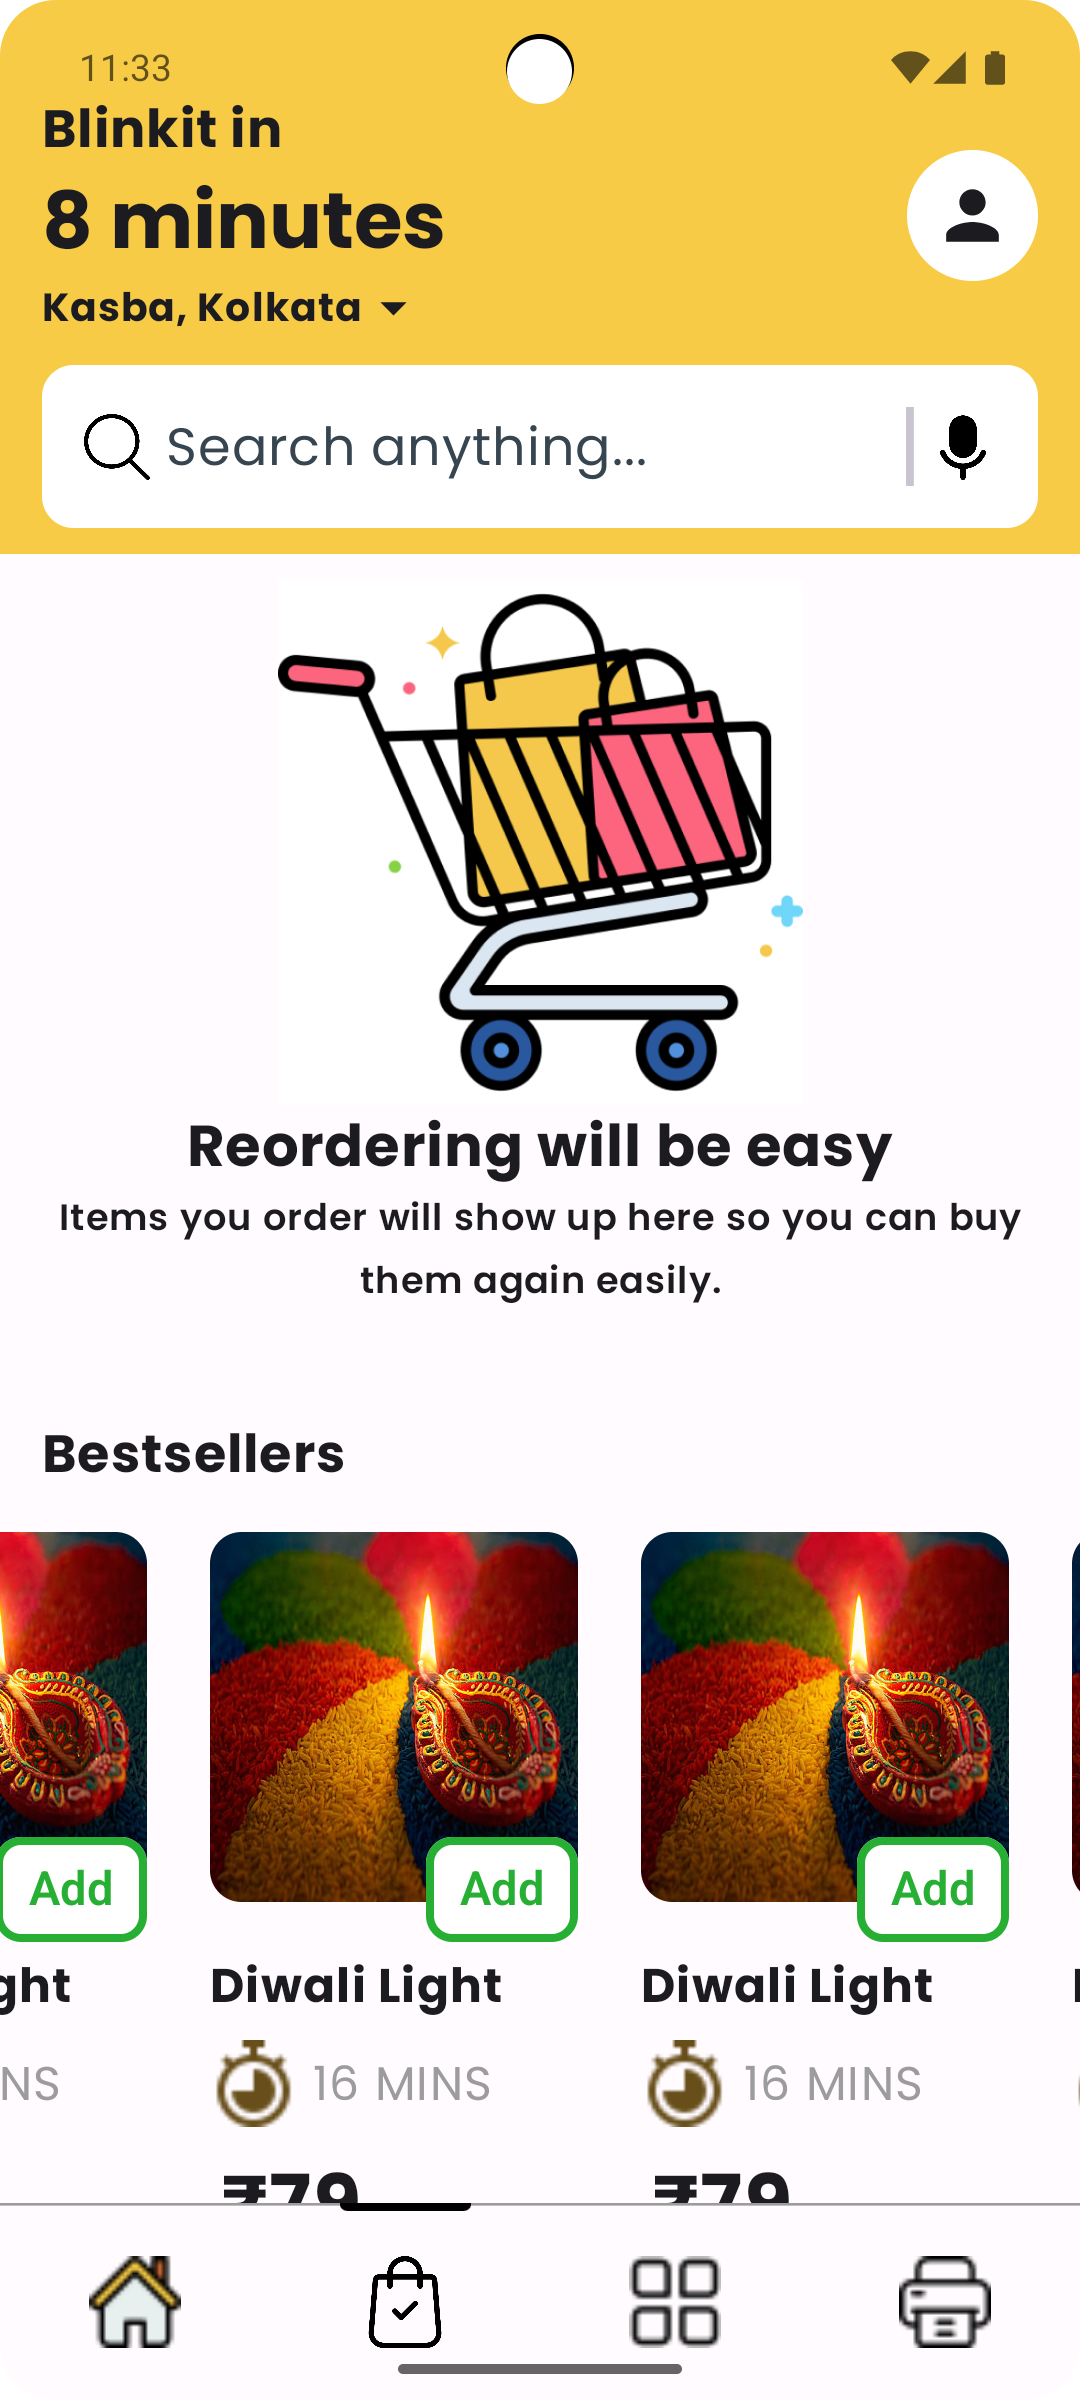 11:33
Blinkit in
8 minutes
Kasba, Kolkata
Search anything...
Reordering will be easy
Items you order will show up here so you can buy
them again easily.
Bestsellers
Add
Add
Add
ght
Diwali Light
Diwali Light
NS
16 MINS
16 MINS
₹79
₹79